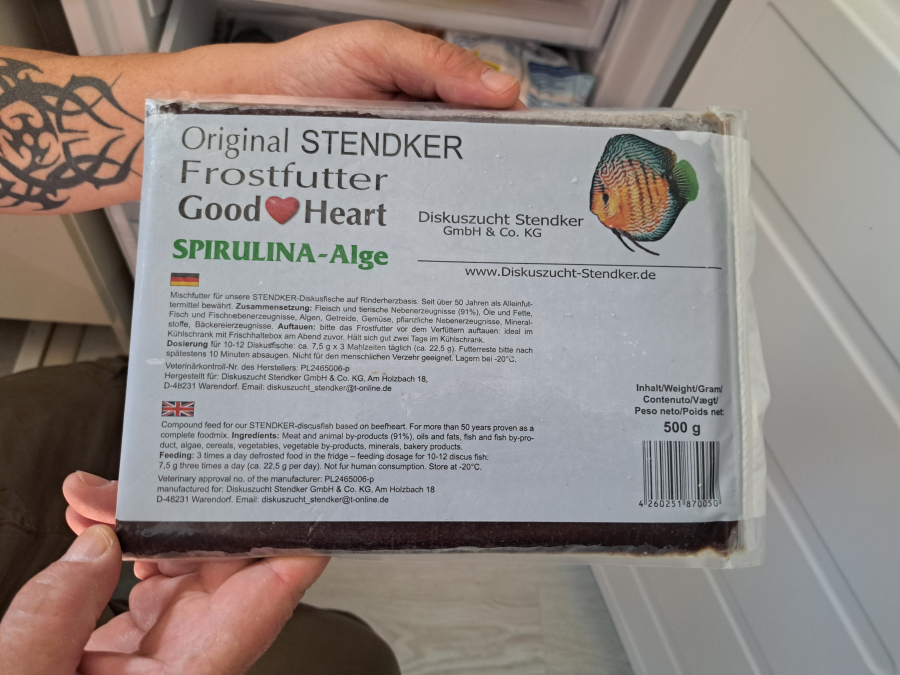 Original STENDKER
Frostfutter
Good Heart
SPIRULINA-Alge
Diskuszucht Stendker
GmbH & Co. KG
www.Diskuszucht-Stendker.de
Mischfutter für unsere STENDKER-Diskusfische auf Rinderherzbasis. Seit über 50 Jahren als Alleinfut-
termittel bewährt. Zusammensetzung: Fleisch und tierische Nebenerzeugnisse (91%), Öle und Fette,
Fisch und Fischnebenerzeugnisse, Algen, Getreide, Gemüse, pflanzliche Nebenerzeugnisse, Mineral-
stoffe, Bäckereierzeugnisse. Auftauen: bitte das Frostfutter vor dem Verfüttern auftauen: ideal im
Kühlschrank mit Frischhaltebox am Abend zuvor. Hält sich gut zwei Tage im Kühlschrank.
Dosierung für 10-12 Diskusfische: ca. 7,5 g x 3 Mahlzeiten täglich (ca. 22,5 g). Futterreste bitte nach
spätestens 10 Minuten absaugen. Nicht für den menschlichen Verzehr geeignet. Lagern bei -20°C.
Veterinärkontroll-Nr. des Herstellers: PL2465006-p
Hergestellt für: Diskuszucht Stendker GmbH & Co. KG, Am Holzbach 18,
D-48231 Warendorf. Email: diskuszucht_stendker@t-online.de
Compound feed for our STENDKER-discusfish based on beefheart. For more than 50 years proven as a
complete foodmix. Ingredients: Meat and animal by-products (91%), oils and fats, fish and fish by-pro-
duct, algae, cereals, vegetables, vegetable by-products, minerals, bakery products.
Feeding: 3 times a day defrosted food in the fridge – feeding dosage for 10-12 discus fish:
7,5 g three times a day (ca. 22,5 g per day). Not for human consumption. Store at -20°C.
Veterinary approval no. of the manufacturer: PL2465006-p
manufactured for: Diskuszucht Stendker GmbH & Co. KG, Am Holzbach 18
D-48231 Warendorf. Email: diskuszucht_stendker@t-online.de
Inhalt/Weight/Gram/
Contenuto/Vægt/
Peso neto/Poids net:
500 g
4 260251 870050